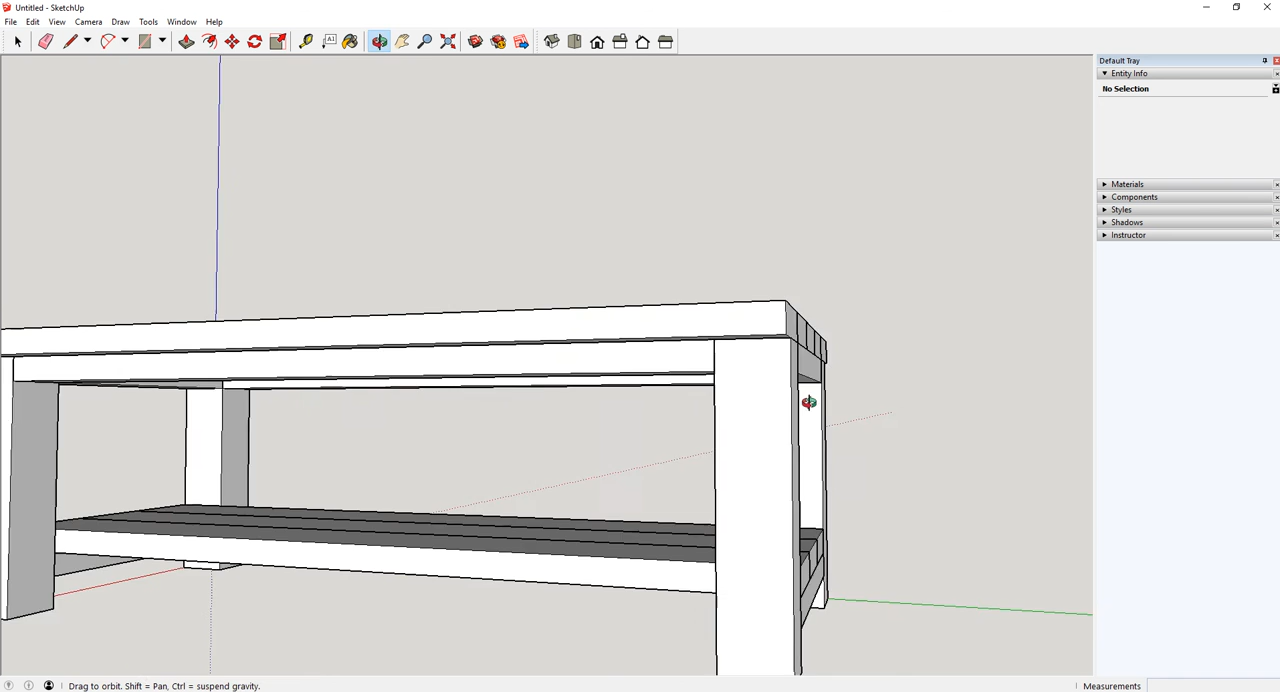 Untitled - SketchUp
File Edit View Camera Draw Tools Window Help
A1
Default Tray
Entity Info
No Selection
Materials
Components
Styles
Shadows
Instructor
Drag to orbit. Shift = Pan, Ctrl = suspend gravity.
Measurements